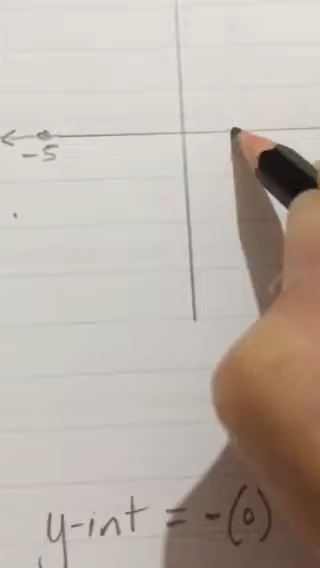 -5
y-int = -(0)